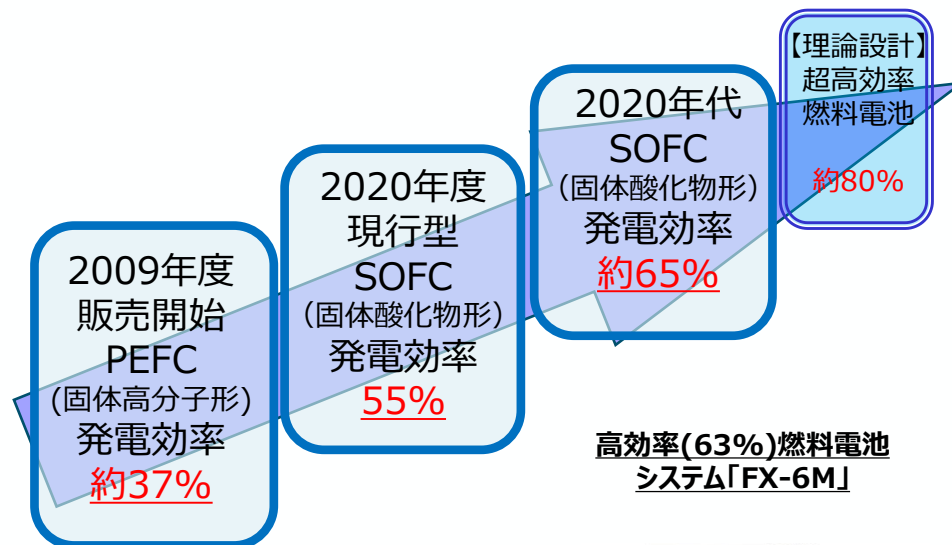 2009年度
販売開始
PEFC
(固体高分子形)
発電効率
約37%
2020年度
現行型
SOFC
(固体酸化物形)
発電効率
55%
2020年代
SOFC
(固体酸化物形)
発電効率
約65%
【理論設計】
超高効率
燃料電池
約80%
高効率(63%)燃料電池
システム「FX-6M」